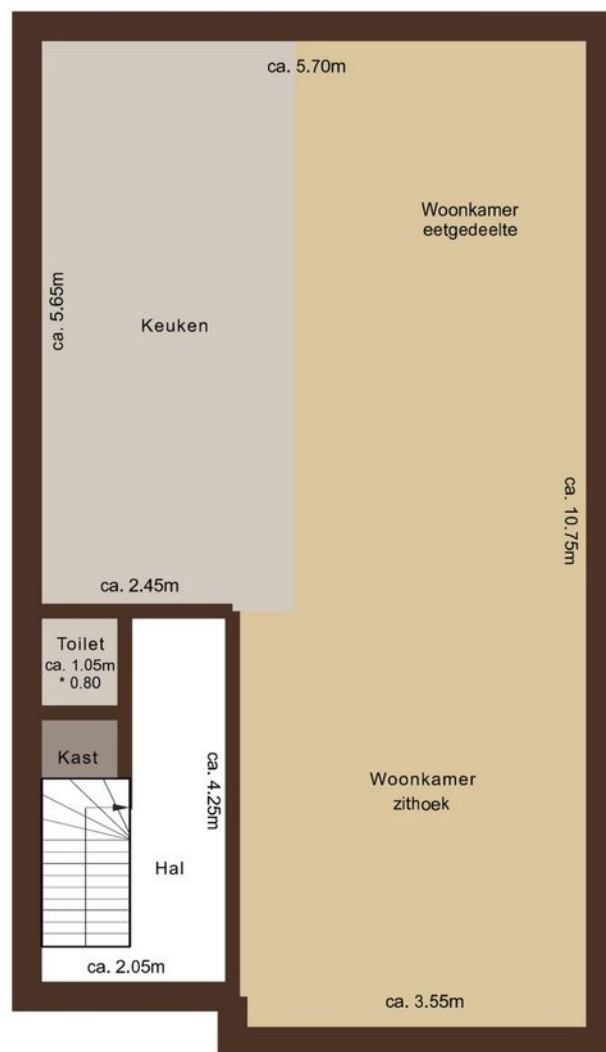 ca. 5.70m
Woonkamer
eetgedeelte
ca. 5.65m
Keuken
ca. 10.75m
ca. 2.45m
Toilet
ca. 1.05m
* 0.80
Kast
ca. 4.25m
Woonkamer
zithoek
Hal
ca. 2.05m
ca. 3.55m